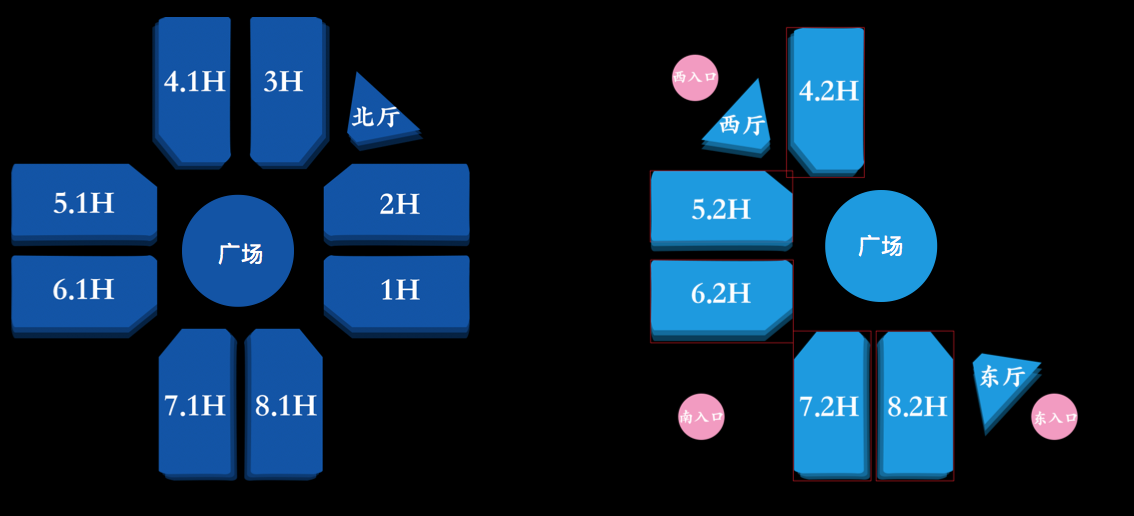 4.1H
3H
北厅
5.1H
2H
广场
6.1H
1H
7.1H
8.1H
西入口
4.2H
西厅
5.2H
广场
6.2H
东厅
7.2H
8.2H
南入口
东入口